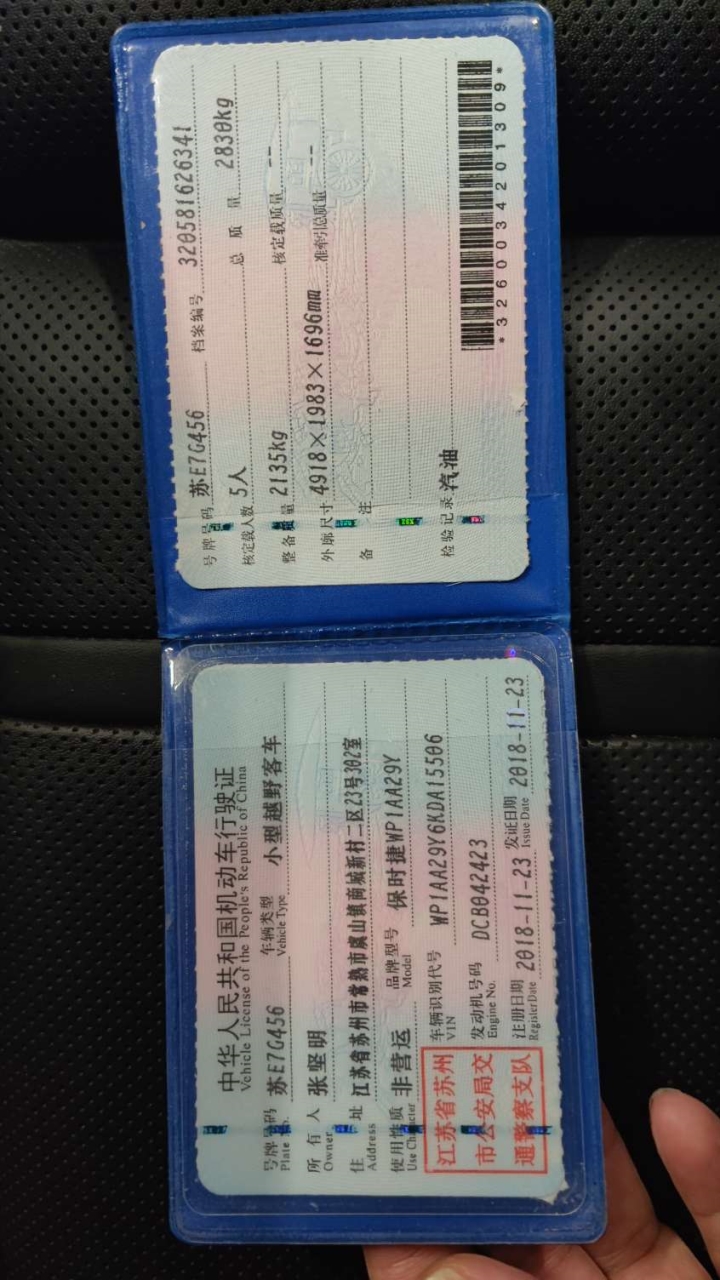 中华人民共和国机动车行驶证
Vehicle License of the People's Republic of China
号牌号码 Plate No. 苏E7G456 车辆类型 Vehicle Type 小型越野客车
所有人 Owner 张坚明
住址 Address 江苏省苏州市常熟市虞山镇商城新村二区23号302室
使用性质 Use Character 非营运 品牌型号 Model 保时捷WP1AA29Y
车辆识别代号 VIN WP1AA29Y6KDA15506
发动机号码 Engine No. DCB042423
注册日期 Register Date 2018-11-23 发证日期 Issue Date 2018-11-23
江苏省苏州
市公安局交
通警察支队
号牌号码 苏E7G456 档案编号 320581626341
核定载人数 5人 总质量 2830kg
整备质量 2135kg 核定载质量 --
外廓尺寸 4918×1983×1696mm 准牵引总质量 --
备注
检验记录 汽油
*3260034201309*